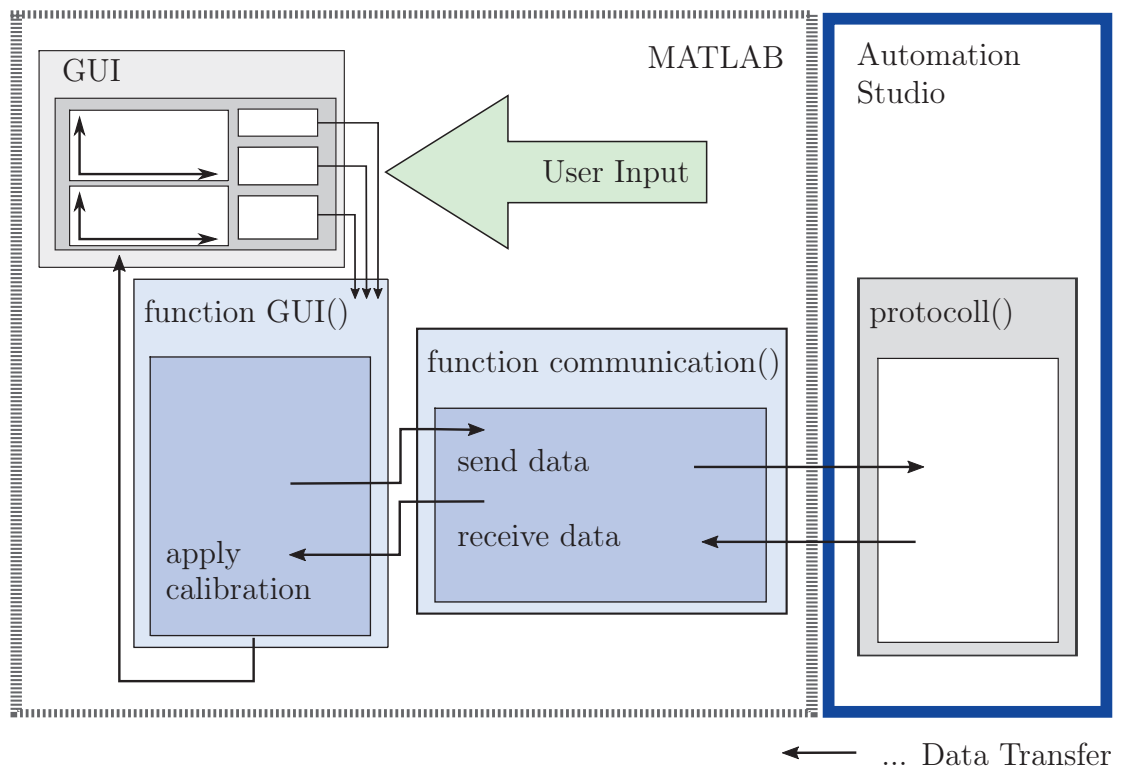 GUI
MATLAB
User Input
function GUI()
apply
calibration
function communication()
send data
receive data
Automation
Studio
protocoll()
... Data Transfer